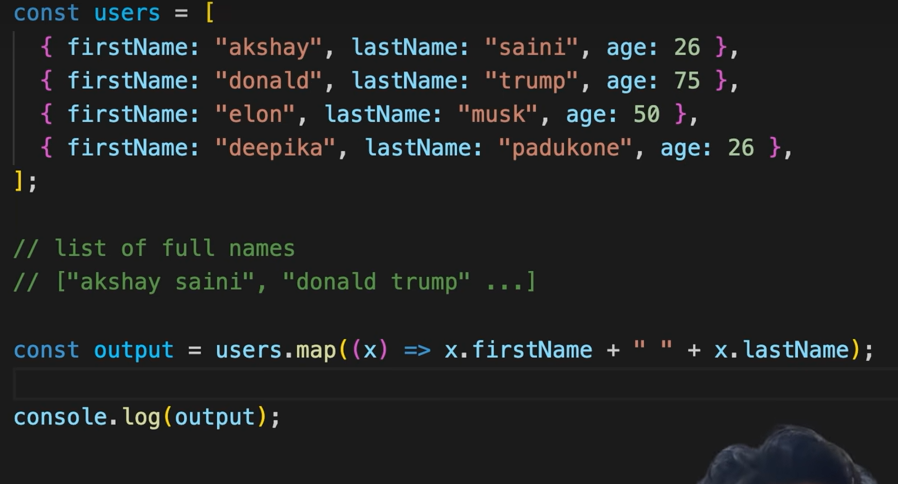 const users = [
{ firstName: "akshay", lastName: "saini", age: 26 },
{ firstName: "donald", lastName: "trump", age: 75 },
{ firstName: "elon", lastName: "musk", age: 50 },
{ firstName: "deepika", lastName: "padukone", age: 26 },
];
// list of full names
// ["akshay saini", "donald trump" ...]
const output = users.map((x) => x.firstName + " " + x.lastName);
console.log(output);